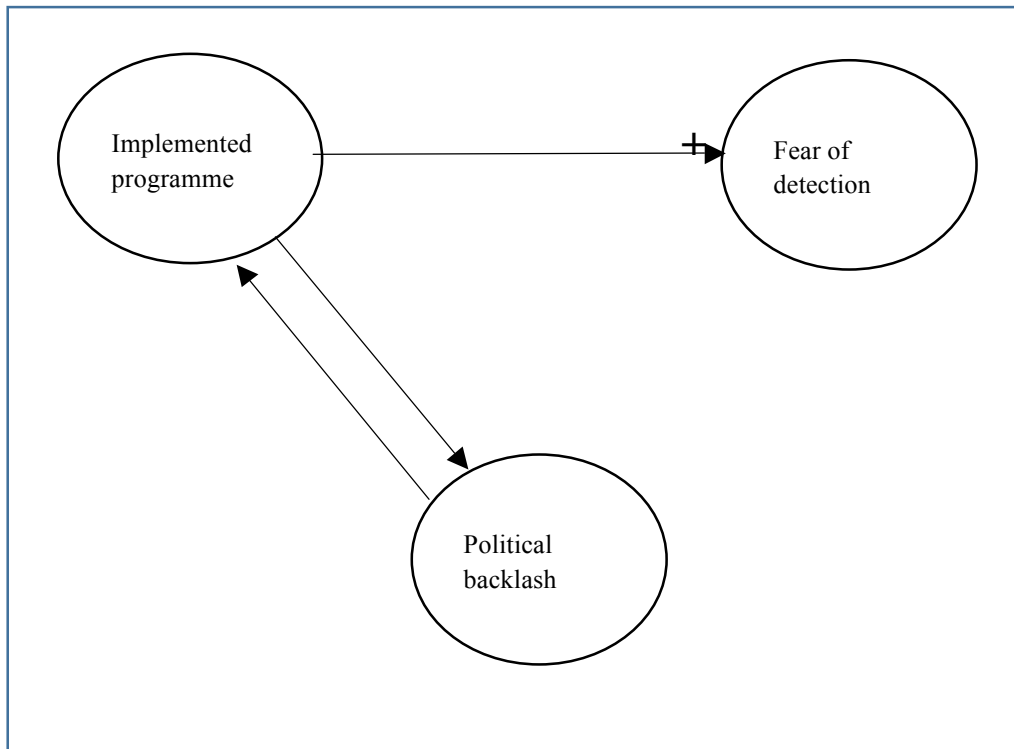 Implemented
programme
+
Fear of
detection
Political
backlash